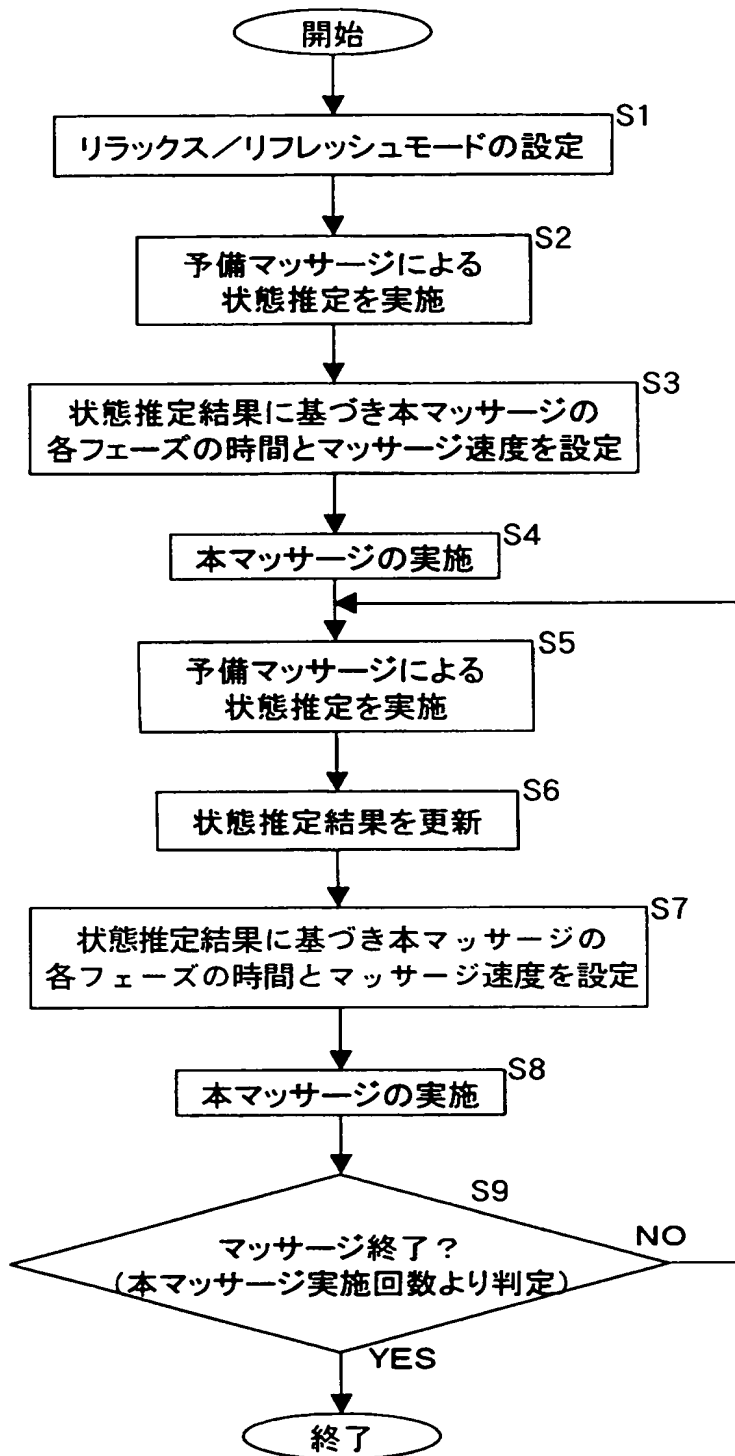 開始
S1
リラックス／リフレッシュモードの設定
S2
予備マッサージによる
状態推定を実施
S3
状態推定結果に基づき本マッサージの
各フェーズの時間とマッサージ速度を設定
S4
本マッサージの実施
S5
予備マッサージによる
状態推定を実施
S6
状態推定結果を更新
S7
状態推定結果に基づき本マッサージの
各フェーズの時間とマッサージ速度を設定
S8
本マッサージの実施
S9
マッサージ終了？
(本マッサージ実施回数より判定)
NO
YES
終了